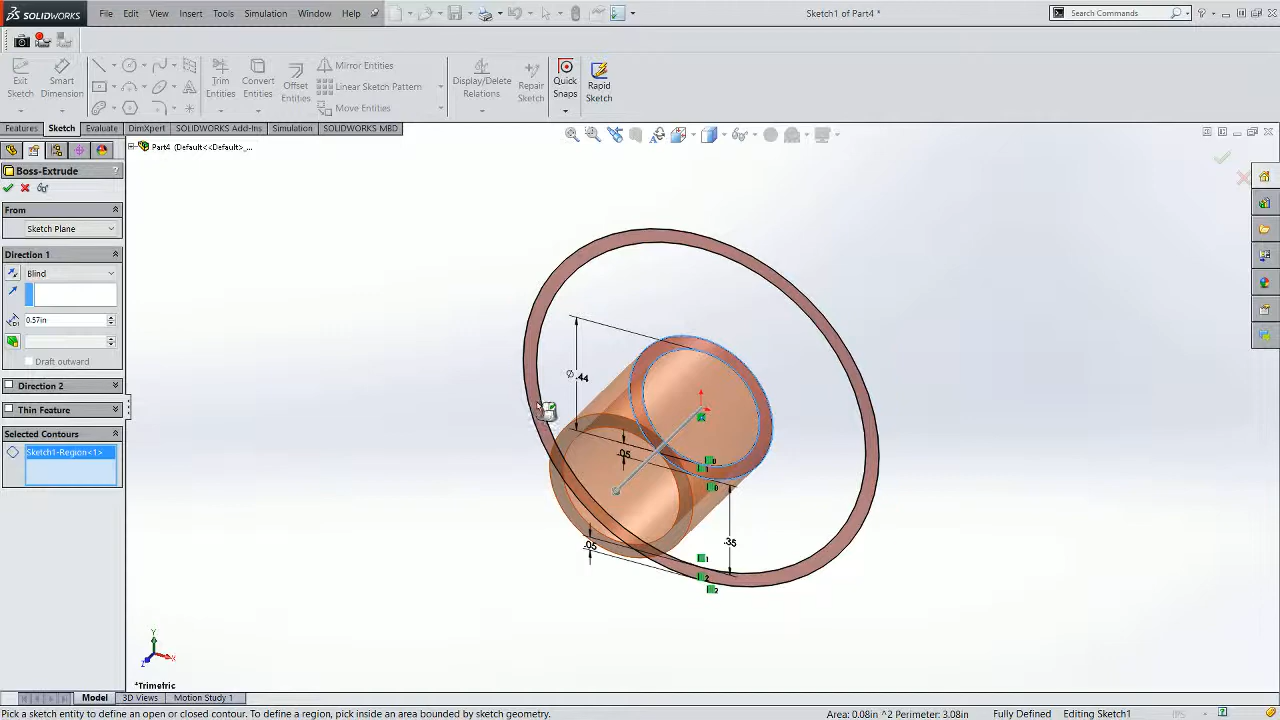 SOLIDWORKS File Edit View Insert Tools Simulation Window Help Sketch1 of Part4 * Search Commands
Exit Sketch Smart Dimension Trim Entities Convert Entities Offset Entities Mirror Entities Linear Sketch Pattern Move Entities Display/Delete Relations Repair Sketch Quick Snaps Rapid Sketch
Features Sketch Evaluate DimXpert SOLIDWORKS Add-Ins Simulation SOLIDWORKS MBD
Part4 (Default<<Default>_...
Boss-Extrude ?
From
Sketch Plane
Direction 1
Blind
0.57in
Draft outward
Direction 2
Thin Feature
Selected Contours
Sketch1-Region<1>
⌀.44
.05
.35
.05
Y
X
Z
*Trimetric
Model 3D Views Motion Study 1
Pick a sketch entity to define an open or closed contour. To define a region, pick inside an area bounded by sketch geometry. Area: 0.08in ^2 Perimeter: 3.08in Fully Defined Editing Sketch1